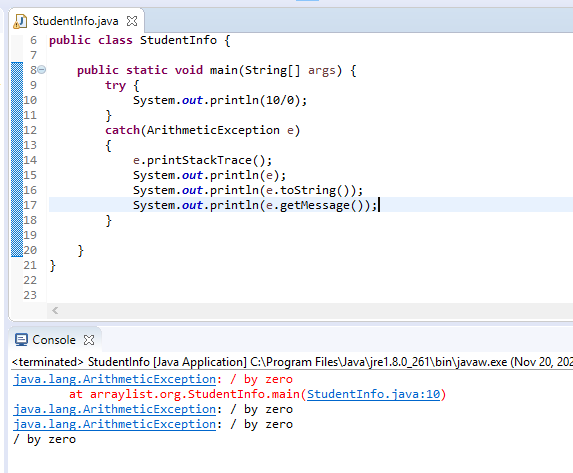 StudentInfo.java
6 public class StudentInfo {
7
8 public static void main(String[] args) {
9 try {
10 System.out.println(10/0);
11 }
12 catch(ArithmeticException e)
13 {
14 e.printStackTrace();
15 System.out.println(e);
16 System.out.println(e.toString());
17 System.out.println(e.getMessage());
18 }
19
20 }
21 }
22
23
Console
<terminated> StudentInfo [Java Application] C:\Program Files\Java\jre1.8.0_261\bin\javaw.exe (Nov 20, 202
java.lang.ArithmeticException: / by zero
at arraylist.org.StudentInfo.main(StudentInfo.java:10)
java.lang.ArithmeticException: / by zero
java.lang.ArithmeticException: / by zero
/ by zero